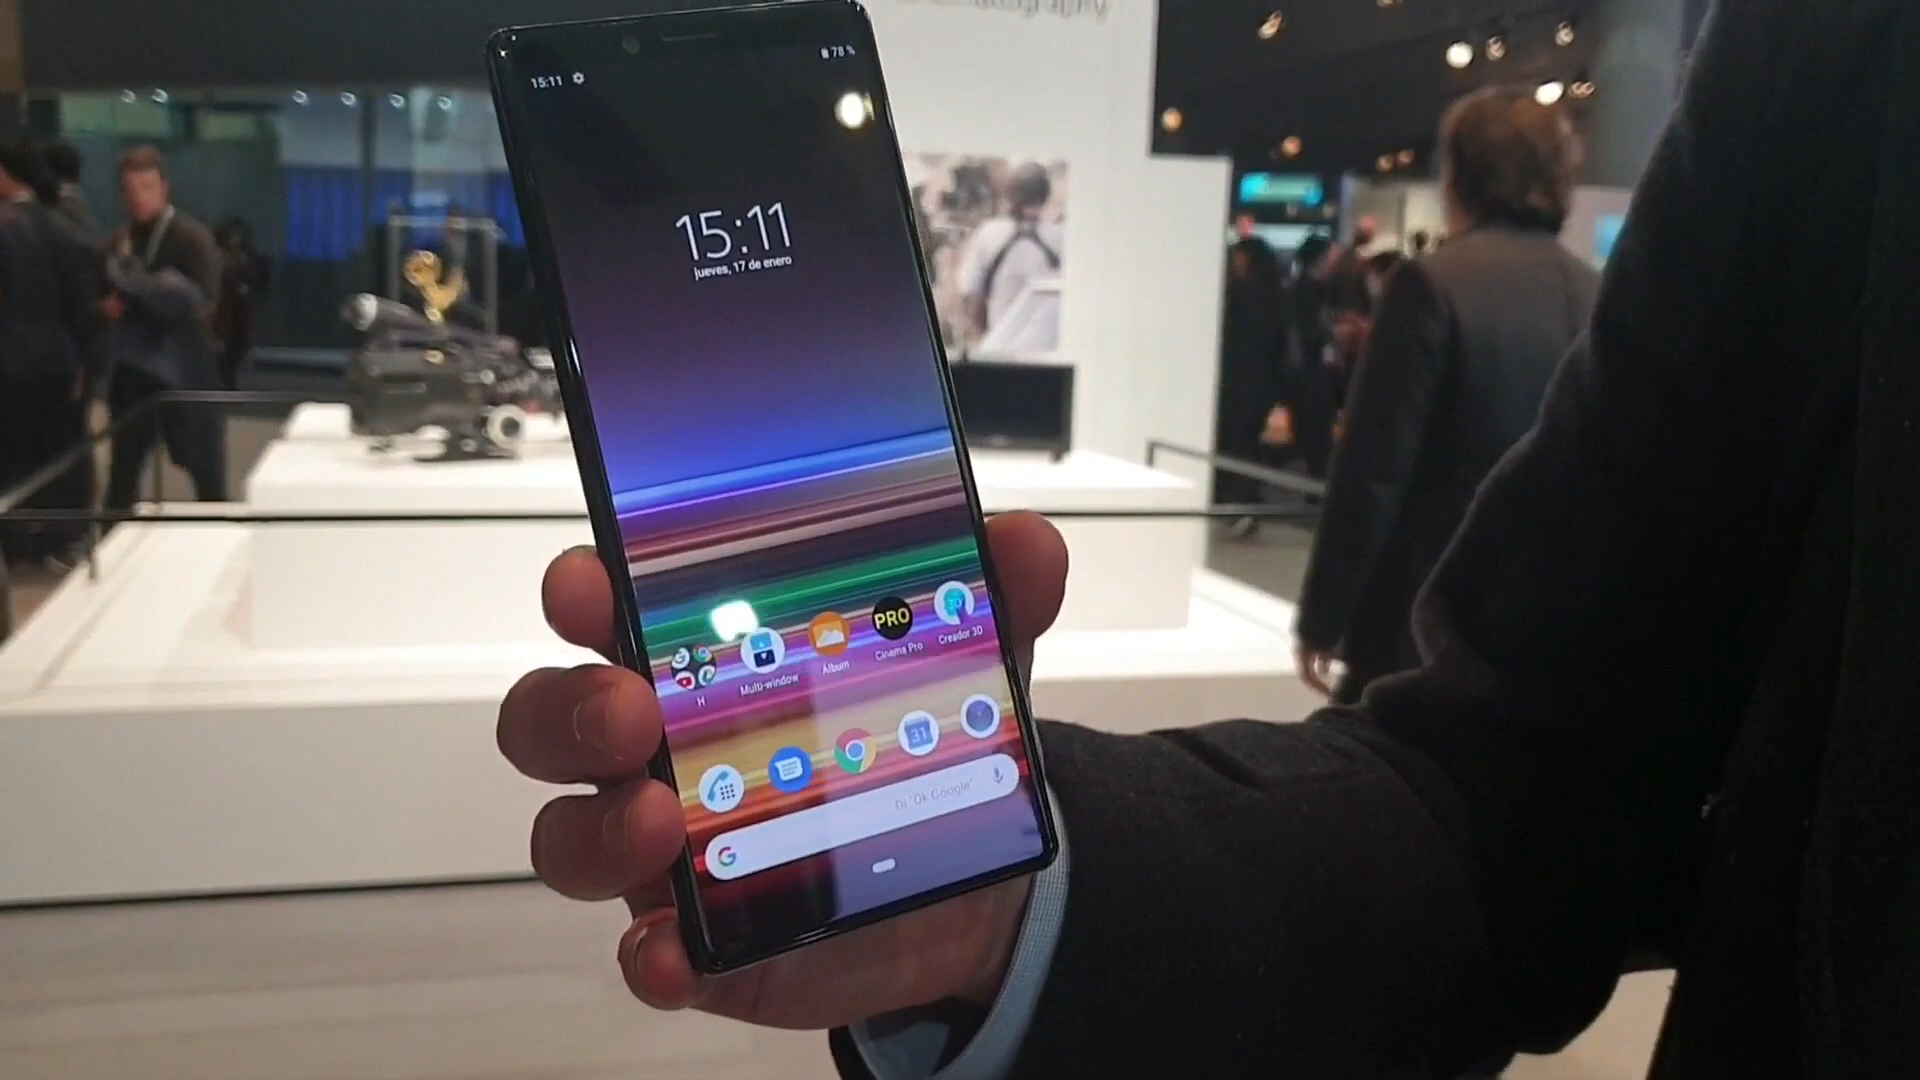 15:11
78 %
15:11
jueves, 17 de enero
H
Multi-window
Álbum
PRO
Cinema Pro
3D
Creador 3D
31
Di "Ok Google"
G